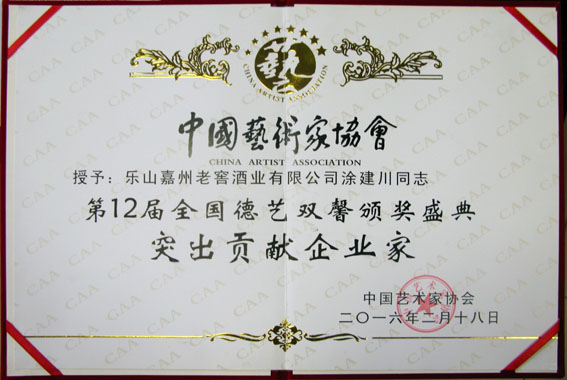 藝
CHINA ARTIST ASSOCIATION
中國藝術家協會
CHINA ARTIST ASSOCIATION
授予：乐山嘉州老窖酒业有限公司涂建川同志
第12届全国德艺双馨颁奖盛典
突出贡献企业家
中国艺术家协会
二〇一六年二月十八日
CAA